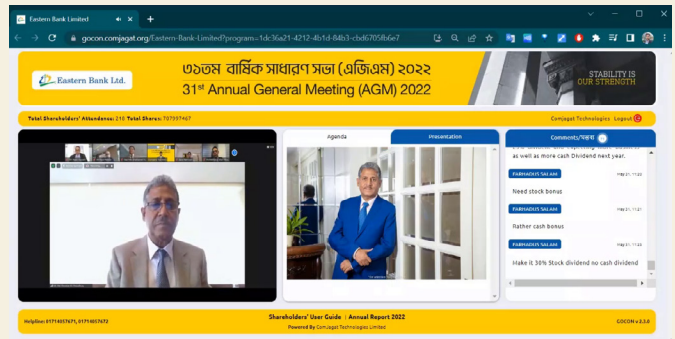 Eastern Bank Limited
gocon.comjagat.org/Eastern-Bank-Limited?program=1dc36a21-4212-4b1d-84b3-cbd6705fb6e7
Eastern Bank Ltd.
৩১তম বার্ষিক সাধারণ সভা (এজিএম) ২০২২
31st Annual General Meeting (AGM) 2022
STABILITY IS
OUR STRENGTH
Total Shareholders' Attendance: 210 Total Shares: 707997467
Comjagat Technologies Logout
Agenda
Presentation
Comments/মন্তব্য
as well as more cash Dividend next year.
FARHADUS SALAM
Need stock bonus
FARHADUS SALAM
Rather cash bonus
FARHADUS SALAM
Make it 30% Stock dividend no cash dividend
Helpline: 01714057671, 01714057672
Shareholders' User Guide | Annual Report 2022
Powered By Comjagat Technologies Limited
GOCON v 3.2.0